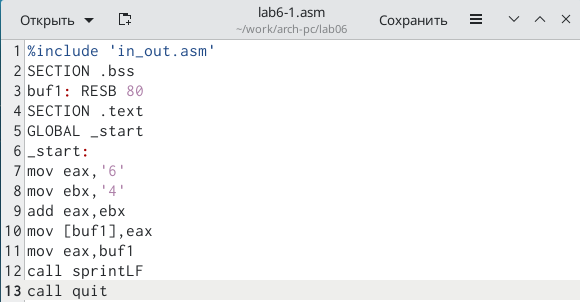 Открыть
lab6-1.asm
~/work/arch-pc/lab06
Сохранить
1 %include 'in_out.asm'
2 SECTION .bss
3 buf1: RESB 80
4 SECTION .text
5 GLOBAL _start
6 _start:
7 mov eax,'6'
8 mov ebx,'4'
9 add eax,ebx
10 mov [buf1],eax
11 mov eax,buf1
12 call sprintLF
13 call quit